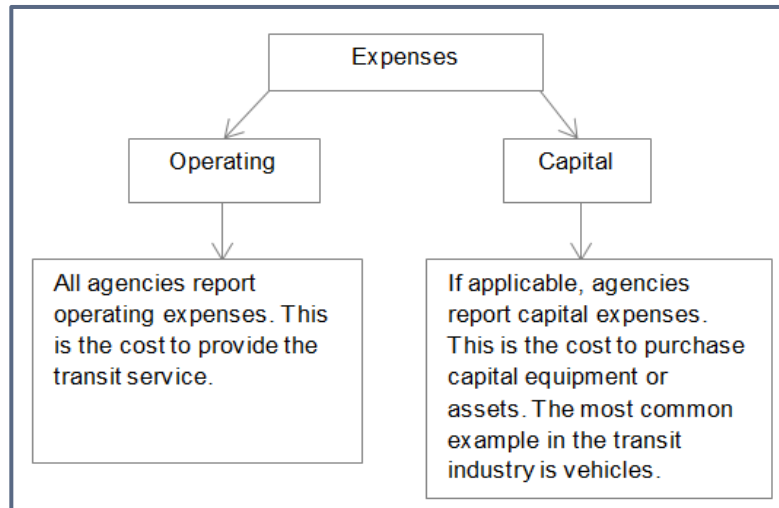 Expenses
Operating
Capital
All agencies report
operating expenses. This
is the cost to provide the
transit service.
If applicable, agencies
report capital expenses.
This is the cost to purchase
capital equipment or
assets. The most common
example in the transit
industry is vehicles.